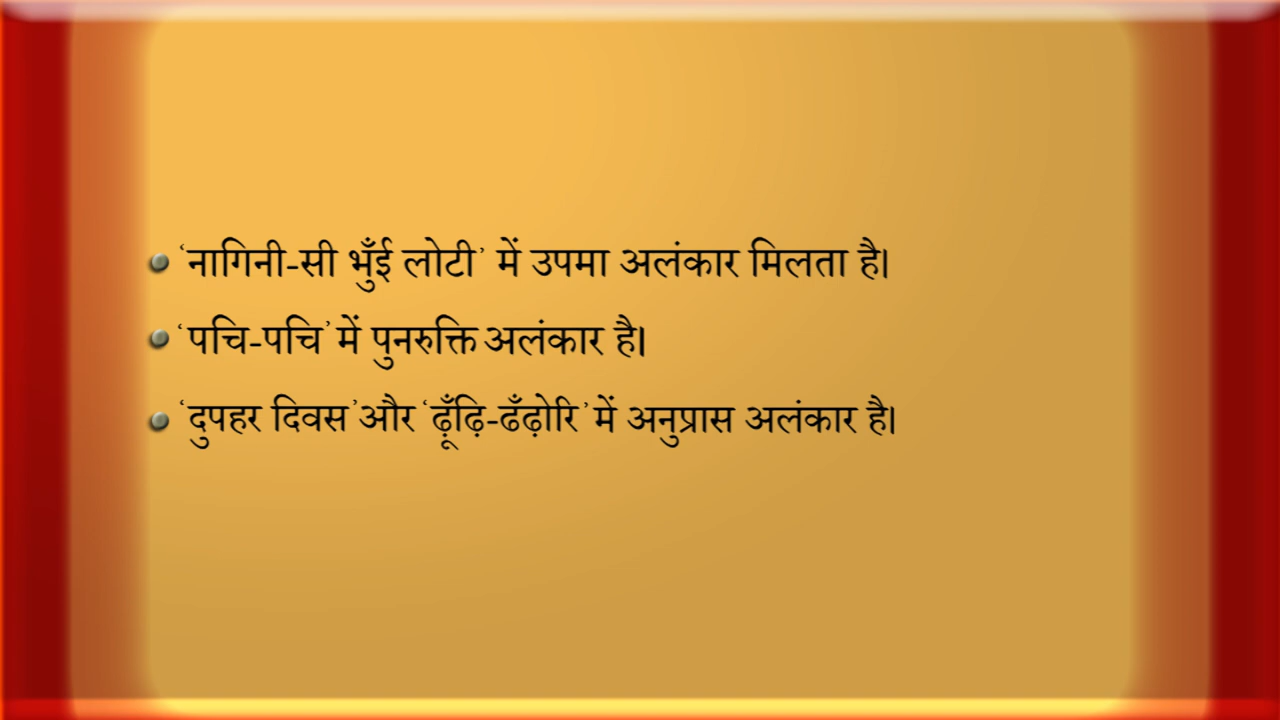 ‘नागिनी-सी भुँई लोटी’ में उपमा अलंकार मिलता है।
‘पचि-पचि’ में पुनरुक्ति अलंकार है।
‘दुपहर दिवस’ और ‘ढूँढ़ि-ढँढ़ोरि’ में अनुप्रास अलंकार है।